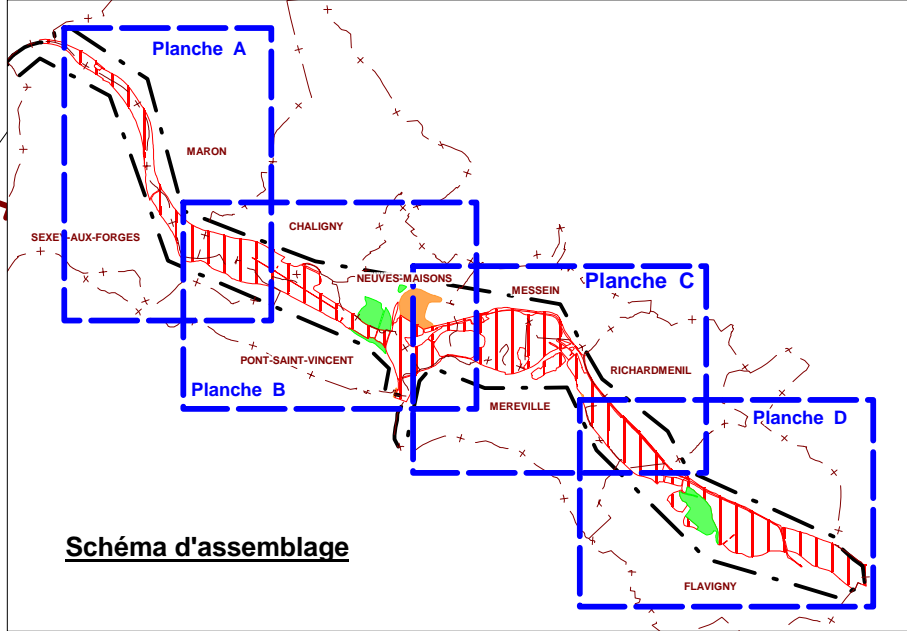 Planche A
MARON
CHALIGNY
SEXEY-AUX-FORGES
NEUVES-MAISONS
Planche C
MESSEIN
PONT-SAINT-VINCENT
RICHARDMENIL
Planche B
MEREVILLE
Planche D
Schéma d'assemblage
FLAVIGNY